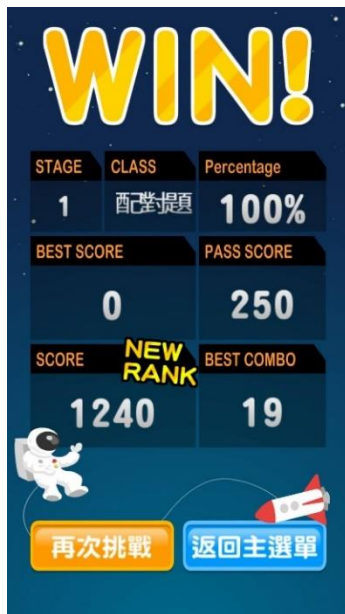 WIN!
STAGE CLASS Percentage
1 配對題 100%
BEST SCORE PASS SCORE
0 250
SCORE NEW RANK BEST COMBO
1240 19
再次挑戰 返回主選單